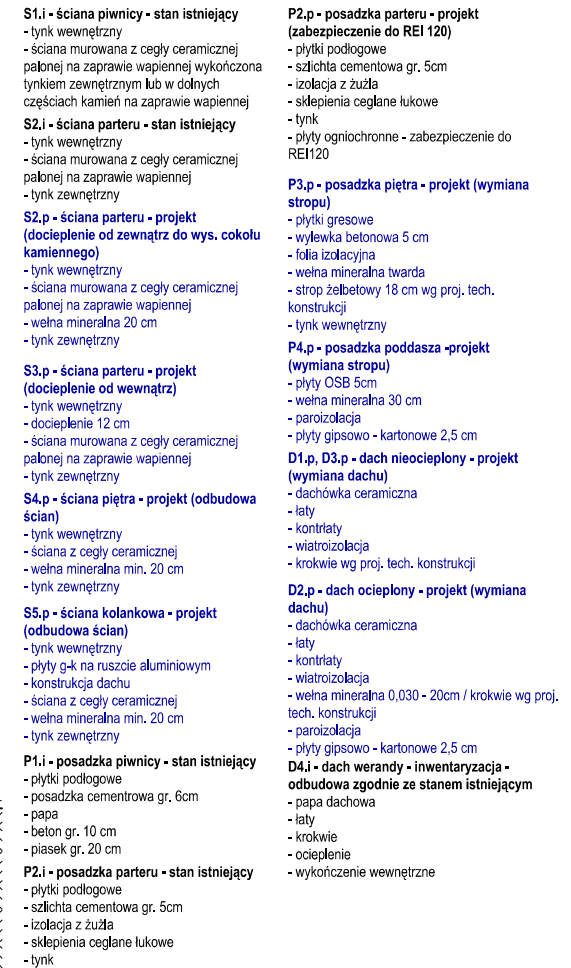 S1.i - ściana piwnicy - stan istniejący
- tynk wewnętrzny
- ściana murowana z cegły ceramicznej
palonej na zaprawie wapiennej wykończona
tynkiem zewnętrznym lub w dolnych
częściach kamień na zaprawie wapiennej
S2.i - ściana parteru - stan istniejący
- tynk wewnętrzny
- ściana murowana z cegły ceramicznej
palonej na zaprawie wapiennej
- tynk zewnętrzny
S2.p - ściana parteru - projekt
(docieplenie od zewnątrz do wys. cokołu
kamiennego)
- tynk wewnętrzny
- ściana murowana z cegły ceramicznej
palonej na zaprawie wapiennej
- wełna mineralna 20 cm
- tynk zewnętrzny
S3.p - ściana parteru - projekt
(docieplenie od wewnątrz)
- tynk wewnętrzny
- docieplenie 12 cm
- ściana murowana z cegły ceramicznej
palonej na zaprawie wapiennej
- tynk zewnętrzny
S4.p - ściana piętra - projekt (odbudowa
ścian)
- tynk wewnętrzny
- ściana z cegły ceramicznej
- wełna mineralna min. 20 cm
- tynk zewnętrzny
S5.p - ściana kolankowa - projekt
(odbudowa ścian)
- tynk wewnętrzny
- płyty g-k na ruszcie aluminiowym
- konstrukcja dachu
- ściana z cegły ceramicznej
- wełna mineralna min. 20 cm
- tynk zewnętrzny
P1.i - posadzka piwnicy - stan istniejący
- płytki podłogowe
- posadzka cementrowa gr. 6cm
- papa
- beton gr. 10 cm
- piasek gr. 20 cm
P2.i - posadzka parteru - stan istniejący
- płytki podłogowe
- szlichta cementowa gr. 5cm
- izolacja z żużla
- sklepienia ceglane łukowe
- tynk
P2.p - posadzka parteru - projekt
(zabezpieczenie do REI 120)
- płytki podłogowe
- szlichta cementowa gr. 5cm
- izolacja z żużla
- sklepienia ceglane łukowe
- tynk
- płyty ogniochronne - zabezpieczenie do
REI120
P3.p - posadzka piętra - projekt (wymiana
stropu)
- płytki gresowe
- wylewka betonowa 5 cm
- folia izolacyjna
- wełna mineralna twarda
- strop żelbetowy 18 cm wg proj. tech.
konstrukcji
- tynk wewnętrzny
P4.p - posadzka poddasza -projekt
(wymiana stropu)
- płyty OSB 5cm
- wełna mineralna 30 cm
- paroizolacja
- płyty gipsowo - kartonowe 2,5 cm
D1.p, D3.p - dach nieocieplony - projekt
(wymiana dachu)
- dachówka ceramiczna
- łaty
- kontrłaty
- wiatroizolacja
- krokwie wg proj. tech. konstrukcji
D2.p - dach ocieplony - projekt (wymiana
dachu)
- dachówka ceramiczna
- łaty
- kontrłaty
- wiatroizolacja
- wełna mineralna 0,030 - 20cm / krokwie wg proj.
tech. konstrukcji
- paroizolacja
- płyty gipsowo - kartonowe 2,5 cm
D4.i - dach werandy - inwentaryzacja -
odbudowa zgodnie ze stanem istniejącym
- papa dachowa
- łaty
- krokwie
- ocieplenie
- wykończenie wewnętrzne